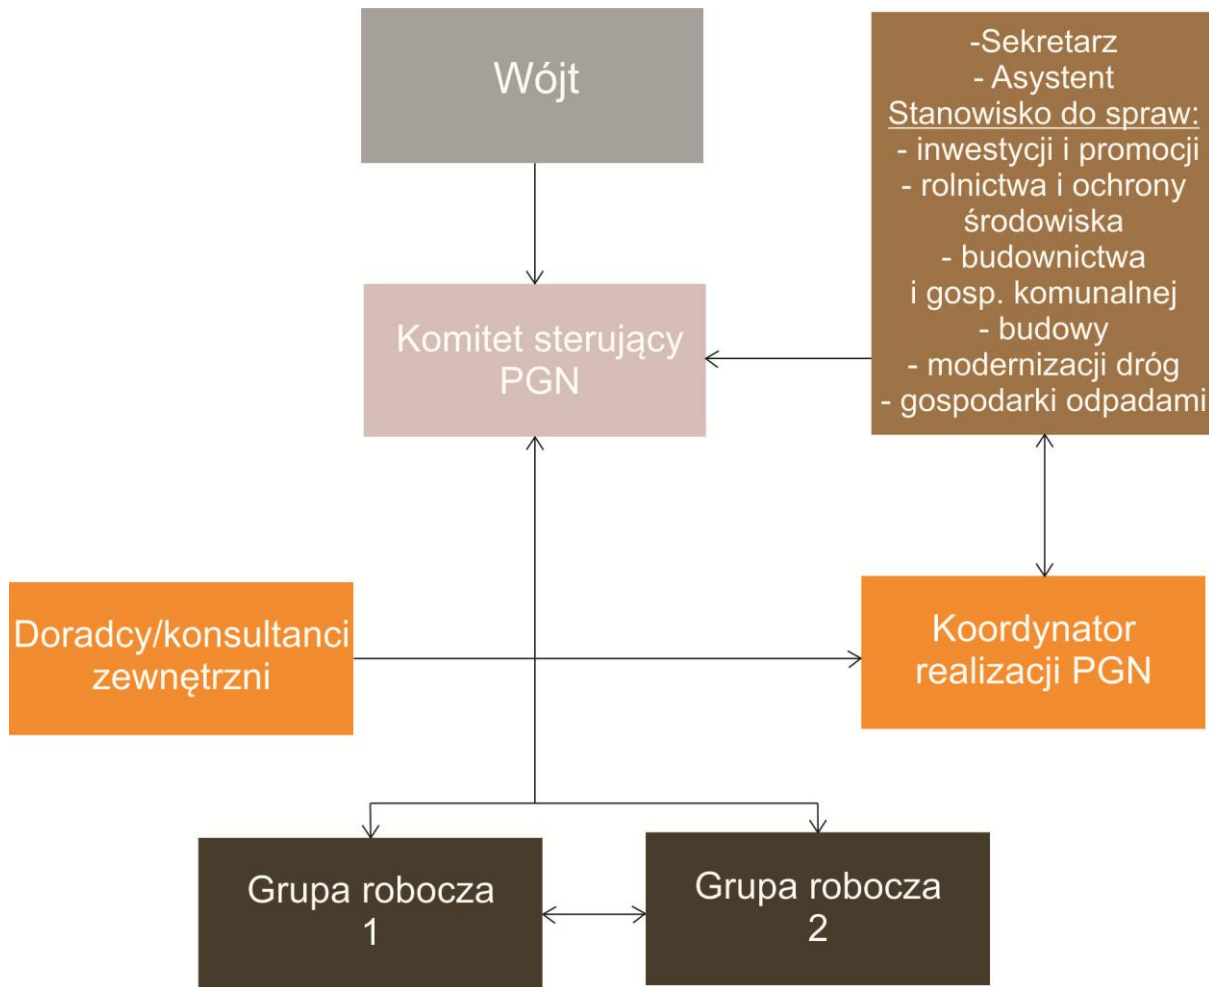 Wójt
-Sekretarz
- Asystent
Stanowisko do spraw:
- inwestycji i promocji
- rolnictwa i ochrony
środowiska
- budownictwa
i gosp. komunalnej
- budowy
- modernizacji dróg
- gospodarki odpadami
Komitet sterujący
PGN
Doradcy/konsultanci
zewnętrzni
Koordynator
realizacji PGN
Grupa robocza
1
Grupa robocza
2